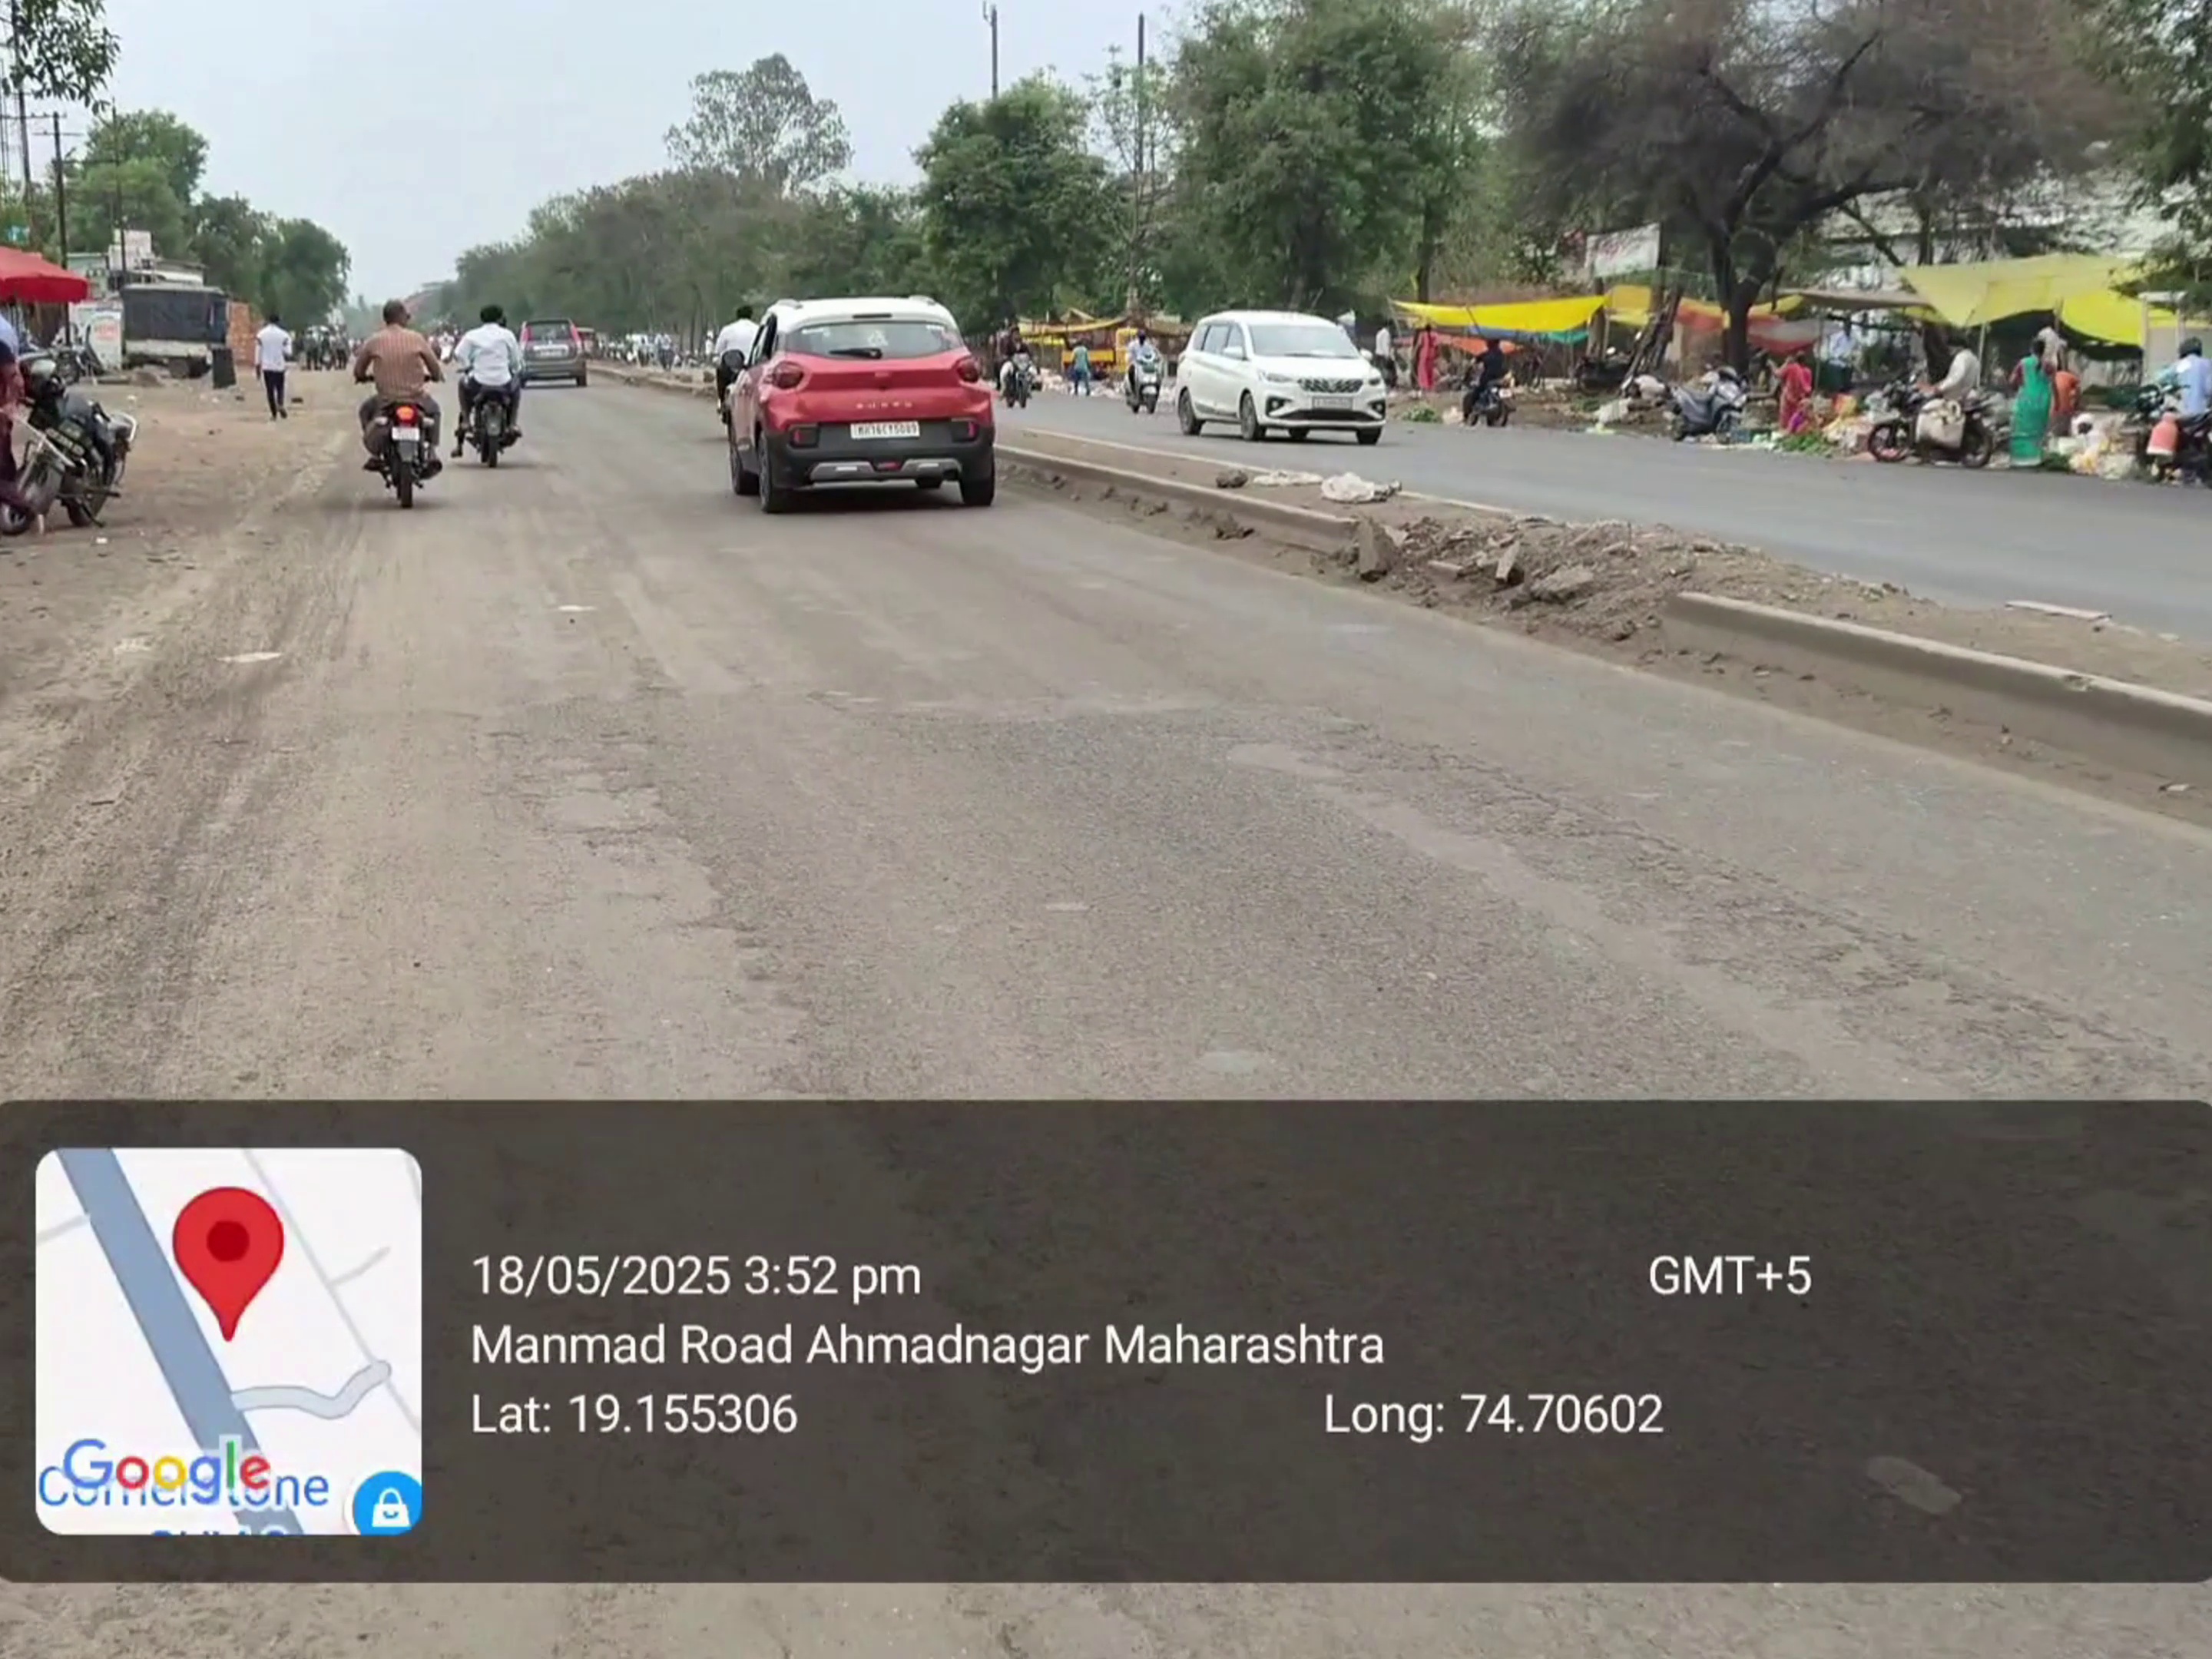 PUNCH
18/05/2025 3:52 pm GMT+5
Manmad Road Ahmadnagar Maharashtra
Lat: 19.155306 Long: 74.70602
Google